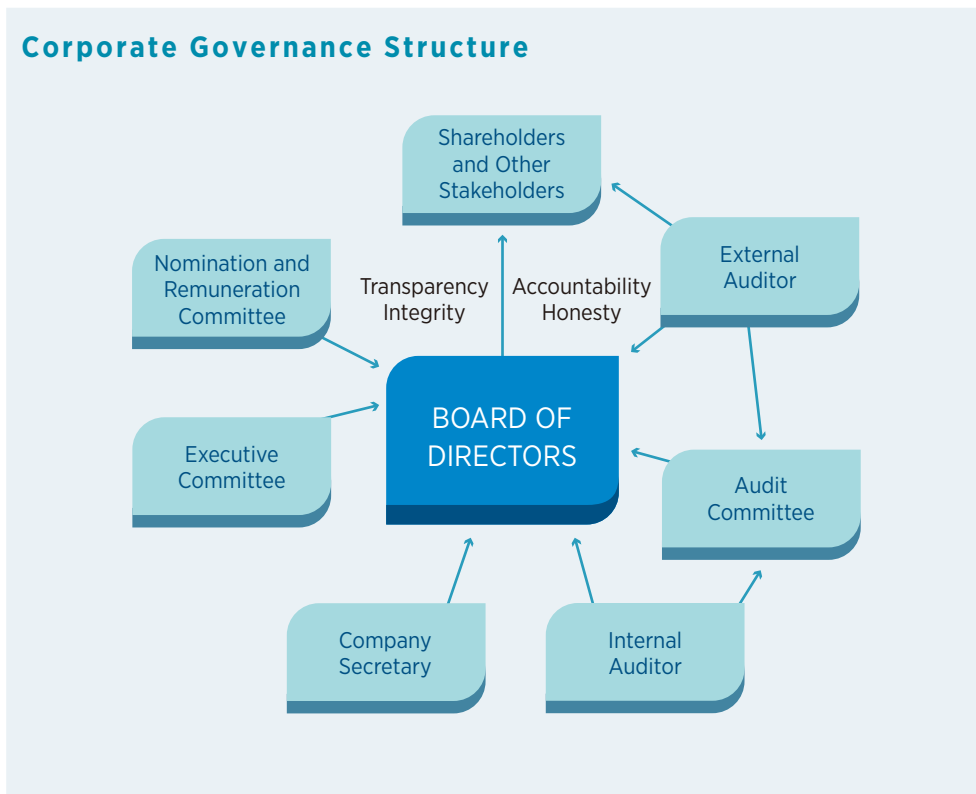 Corporate Governance Structure
Shareholders
and Other
Stakeholders
External
Auditor
Nomination and
Remuneration
Committee
Transparency
Integrity
Accountability
Honesty
BOARD OF
DIRECTORS
Executive
Committee
Audit
Committee
Company
Secretary
Internal
Auditor